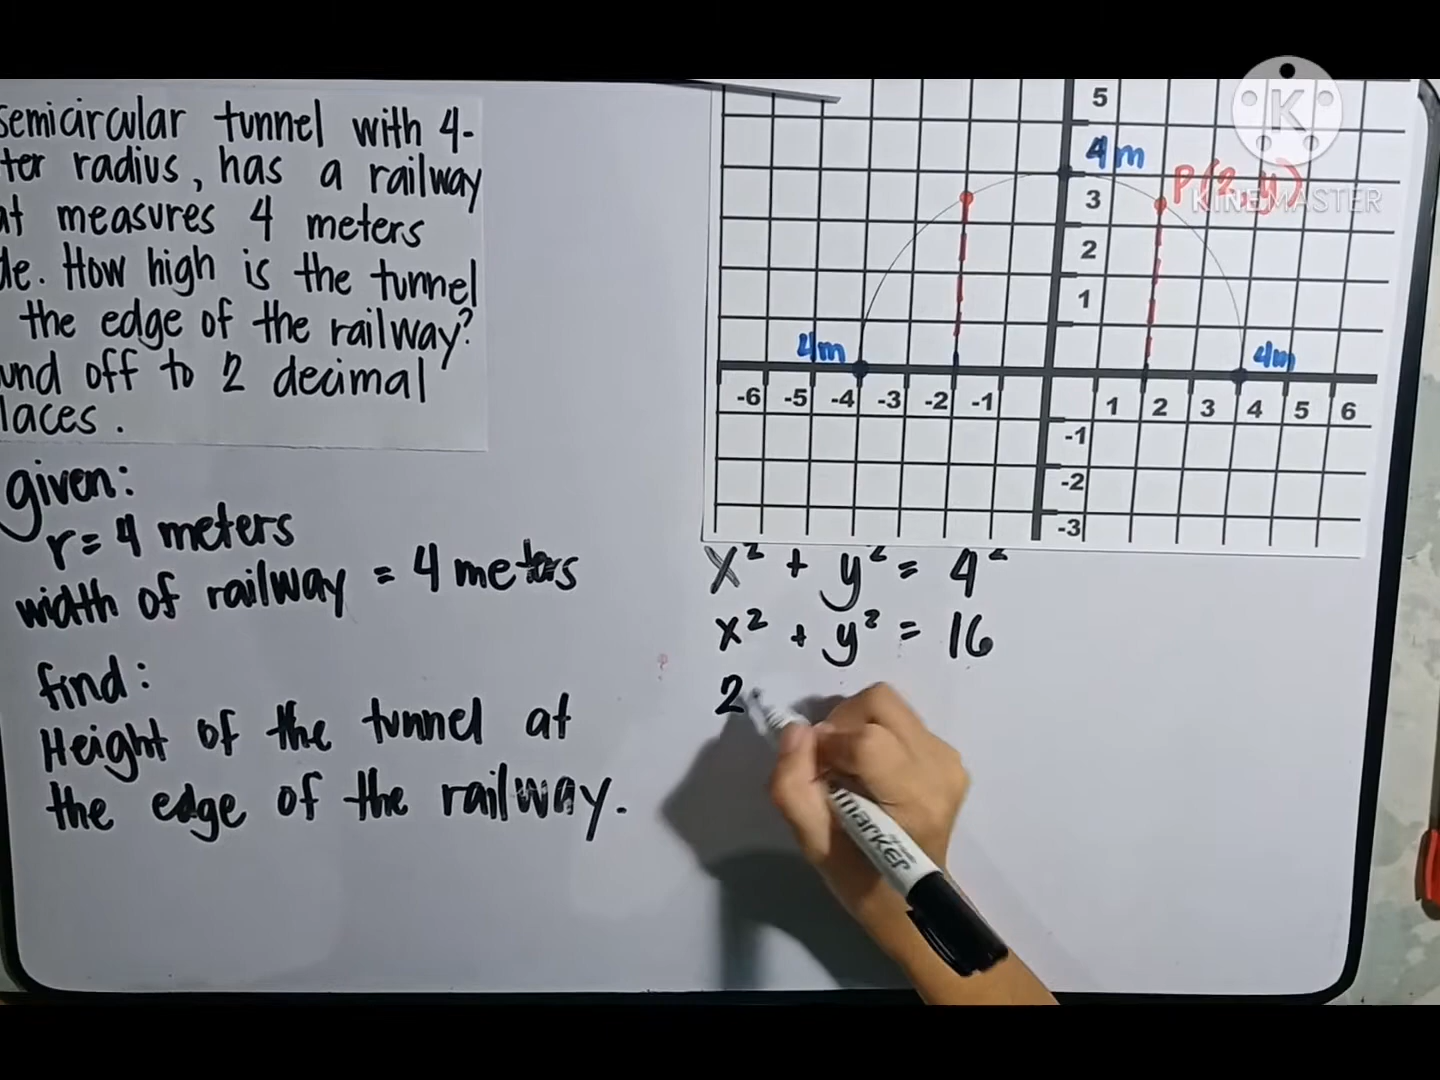 semicircular tunnel with 4-
ter radius, has a railway
at measures 4 meters
de. How high is the tunnel
the edge of the railway?
und off to 2 decimal
laces.
given:
r = 4 meters
width of railway = 4 meters
find:
Height of the tunnel at
the edge of the railway.
5
4m
P(2, y)
3
2
1
4m
4m
-6 -5 -4 -3 -2 -1 1 2 3 4 5 6
-1
-2
-3
x² + y² = 4²
x² + y² = 16
2
marker
K
KINEMASTER